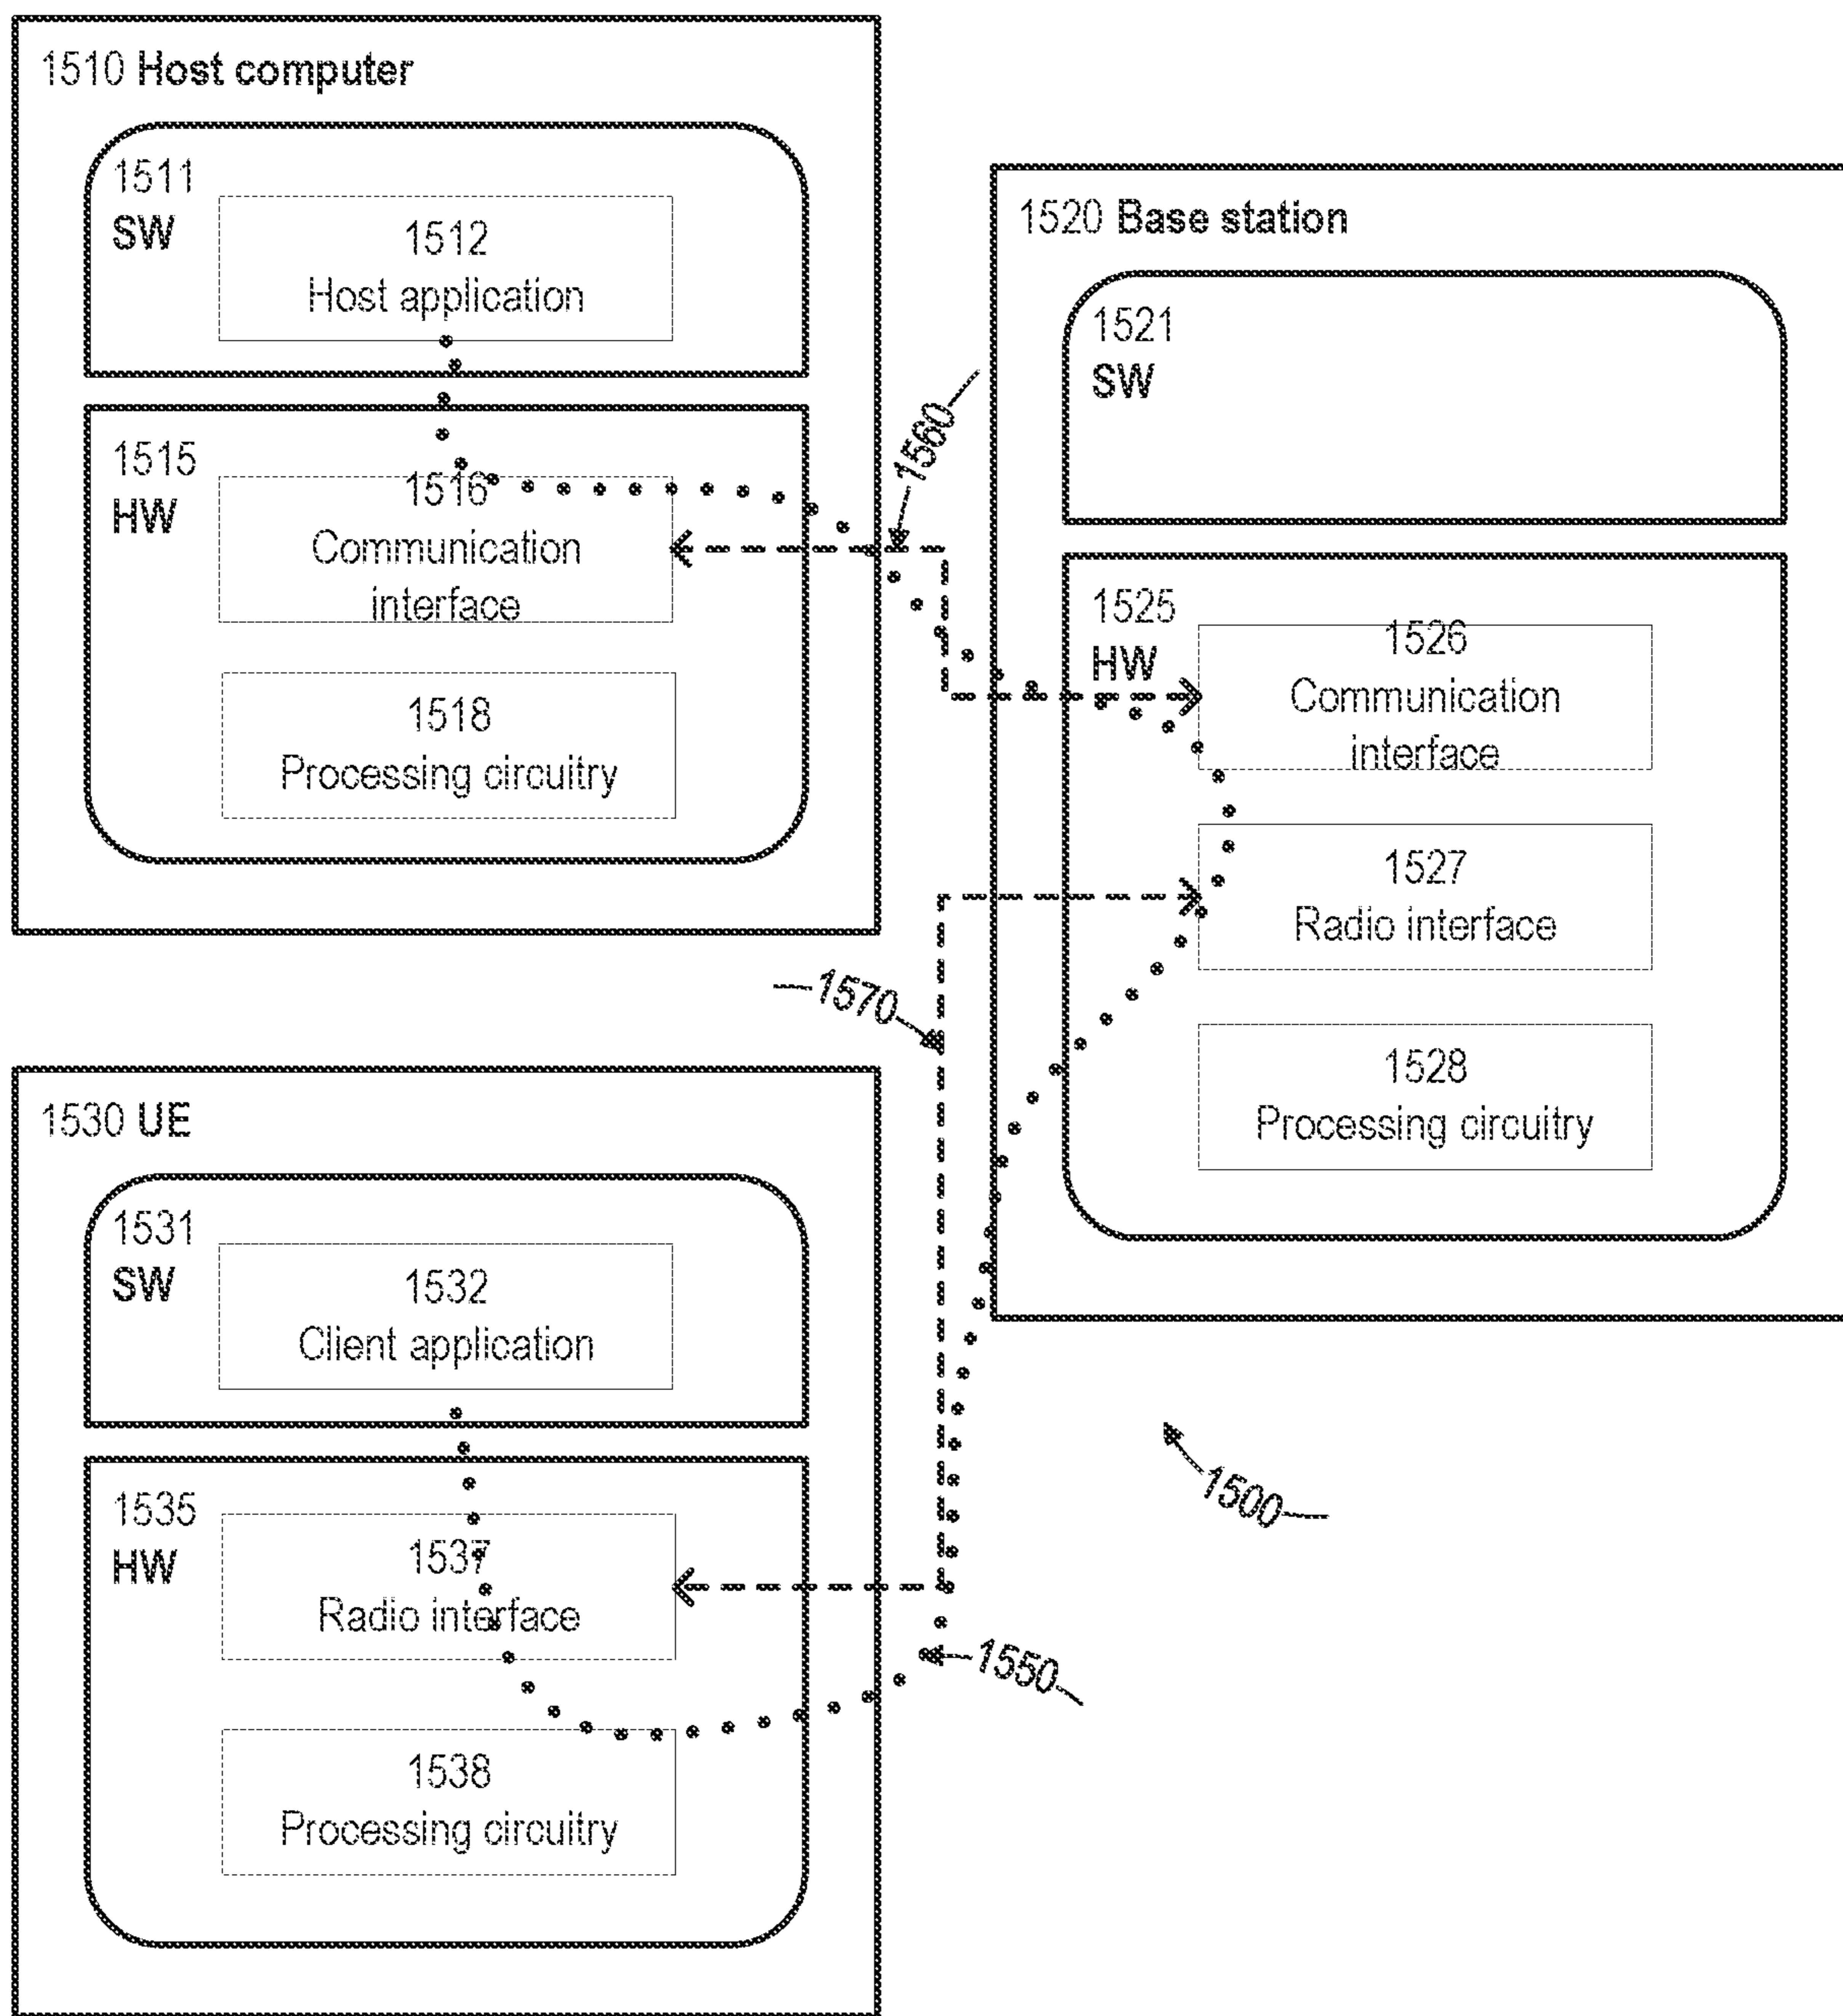 1510 Host computer
1511
SW
1512
Host application
1515
HW
1516
Communication
interface
1518
Processing circuitry
1560
1520 Base station
1521
SW
1525
HW
1526
Communication
interface
1527
Radio interface
1528
Processing circuitry
1570
1530 UE
1531
SW
1532
Client application
1535
HW
1537
Radio interface
1538
Processing circuitry
1550
1500